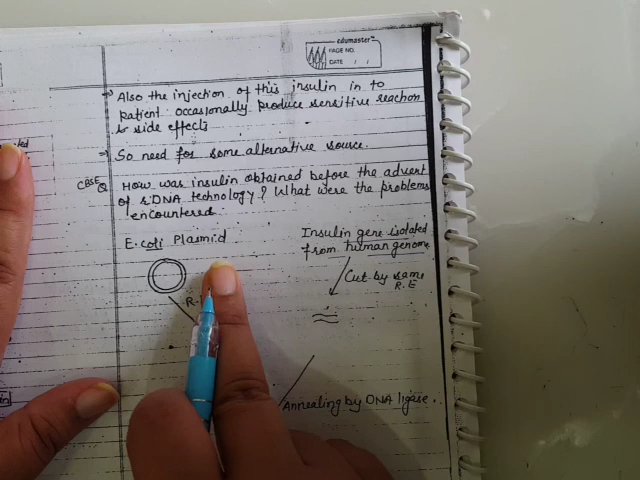 edumaster
PAGE NO.
DATE / /
→ Also the injection of this insulin in to
patient occasionally produce sensitive reaction
& side effects
⇒ So need for some alternative source.
CBSE Q How was insulin obtained before the advent
of rDNA technology? What were the problems
encountered
E.coli Plasmid
Insulin gene isolated
from human genome
Cut by same
R.E
R.
Annealing by DNA ligase.